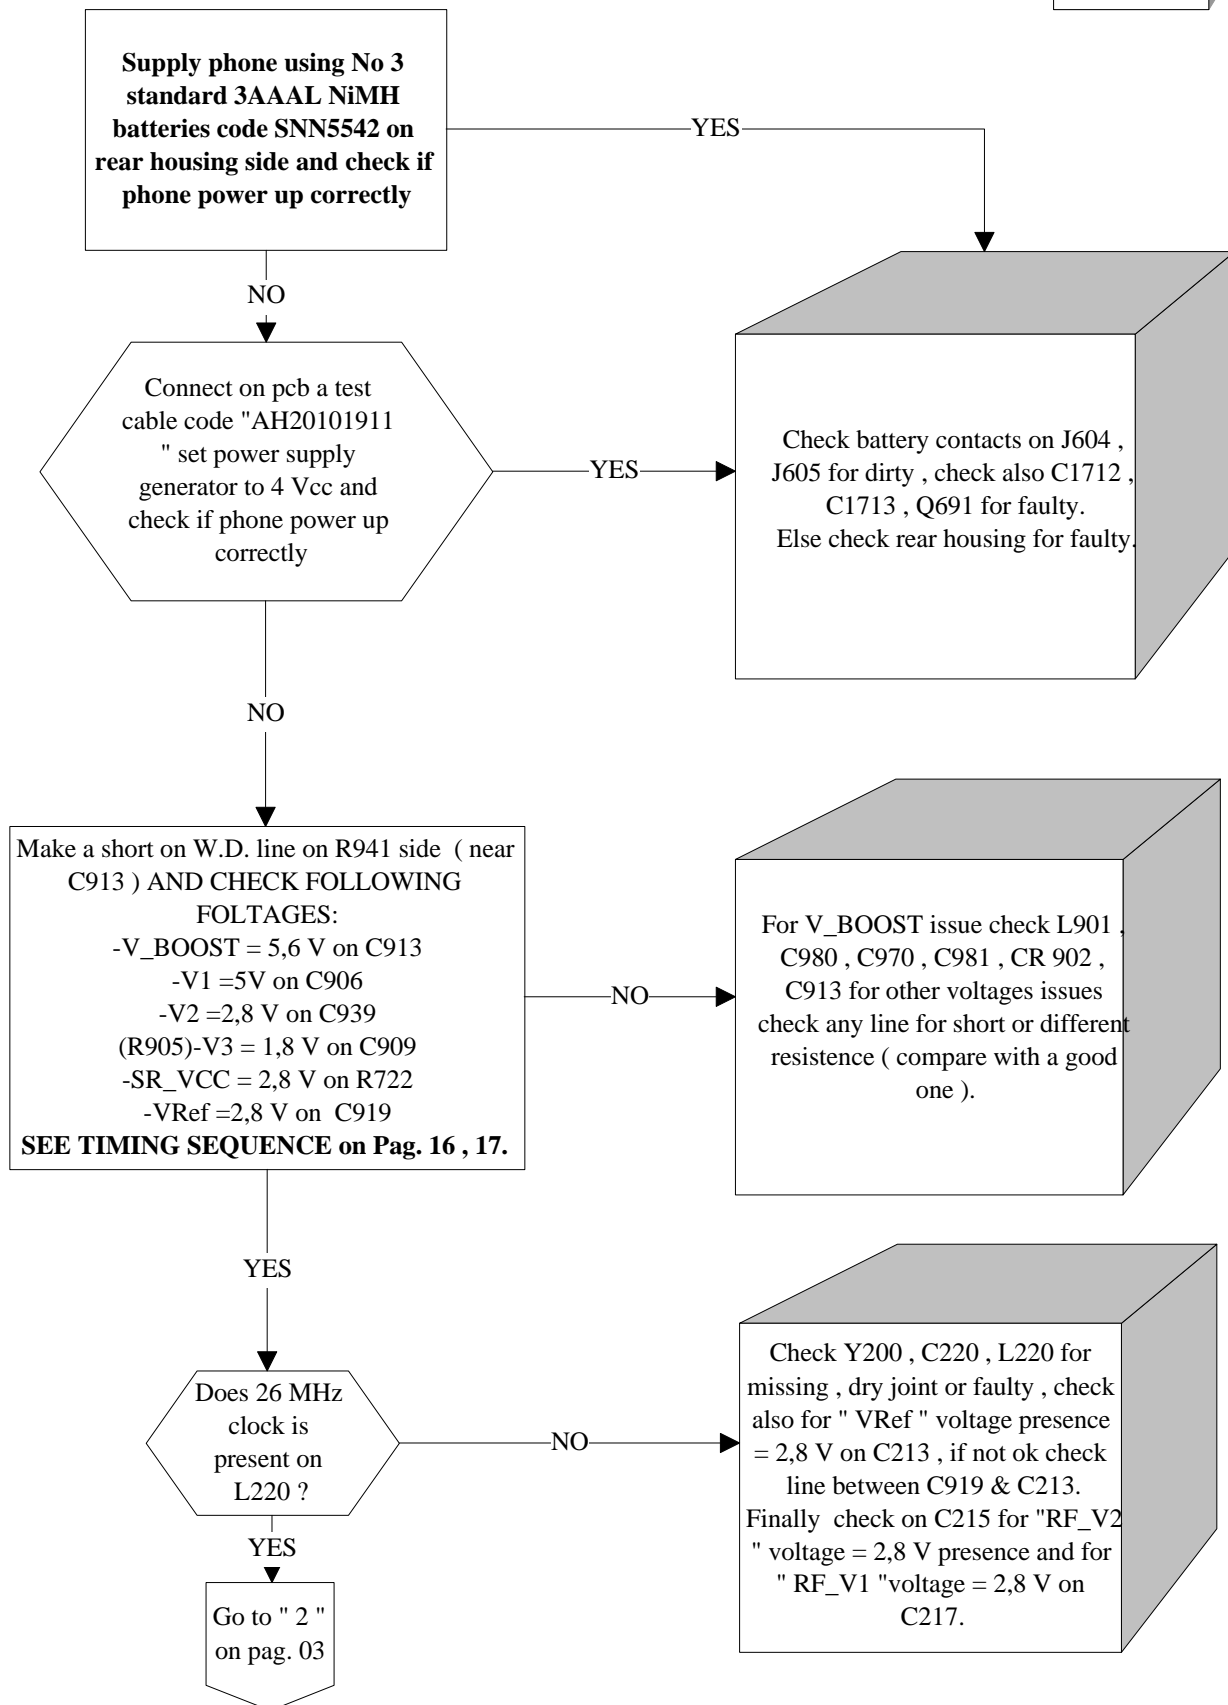 Supply phone using No 3
standard 3AAAL NiMH
batteries code SNN5542 on
rear housing side and check if
phone power up correctly
YES
NO
Connect on pcb a test
cable code "AH20101911
" set power supply
generator to 4 Vcc and
check if phone power up
correctly
YES
Check battery contacts on J604 ,
J605 for dirty , check also C1712 ,
C1713 , Q691 for faulty.
Else check rear housing for faulty.
NO
Make a short on W.D. line on R941 side ( near
C913 ) AND CHECK FOLLOWING
FOLTAGES:
-V_BOOST = 5,6 V on C913
-V1 =5V on C906
-V2 =2,8 V on C939
(R905)-V3 = 1,8 V on C909
-SR_VCC = 2,8 V on R722
-VRef =2,8 V on C919
SEE TIMING SEQUENCE on Pag. 16 , 17.
NO
For V_BOOST issue check L901 ,
C980 , C970 , C981 , CR 902 ,
C913 for other voltages issues
check any line for short or different
resistence ( compare with a good
one ).
YES
Does 26 MHz
clock is
present on
L220 ?
NO
Check Y200 , C220 , L220 for
missing , dry joint or faulty , check
also for " VRef " voltage presence
= 2,8 V on C213 , if not ok check
line between C919 & C213.
Finally check on C215 for "RF_V2
" voltage = 2,8 V presence and for
" RF_V1 "voltage = 2,8 V on
C217.
YES
Go to " 2 "
on pag. 03